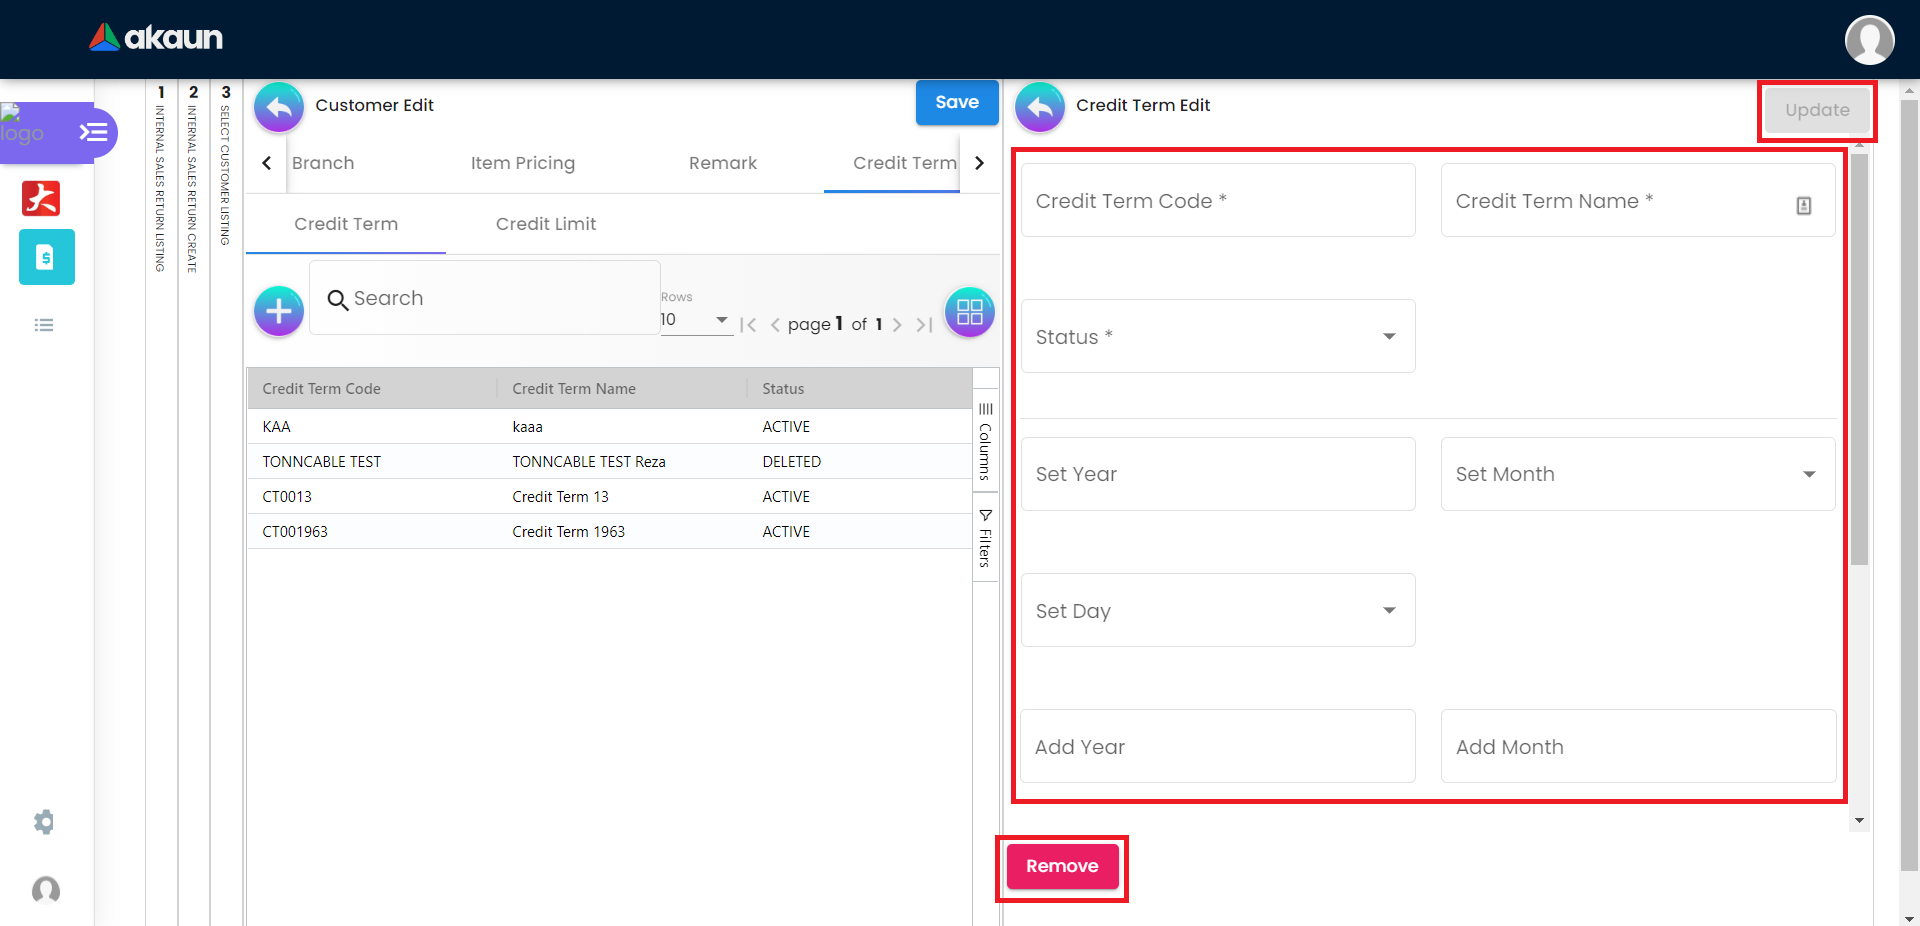 akaun
logo
1 INTERNAL SALES RETURN LISTING
2 INTERNAL SALES RETURN CREATE
3 SELECT CUSTOMER LISTING
Customer Edit
Save
Branch Item Pricing Remark Credit Term
Credit Term Credit Limit
Search
Rows
10
page 1 of 1
Credit Term Code Credit Term Name Status
KAA kaaa ACTIVE
TONNCABLE TEST TONNCABLE TEST Reza DELETED
CT0013 Credit Term 13 ACTIVE
CT001963 Credit Term 1963 ACTIVE
Columns
Filters
Credit Term Edit
Update
Credit Term Code * Credit Term Name *
Status *
Set Year Set Month
Set Day
Add Year Add Month
Remove